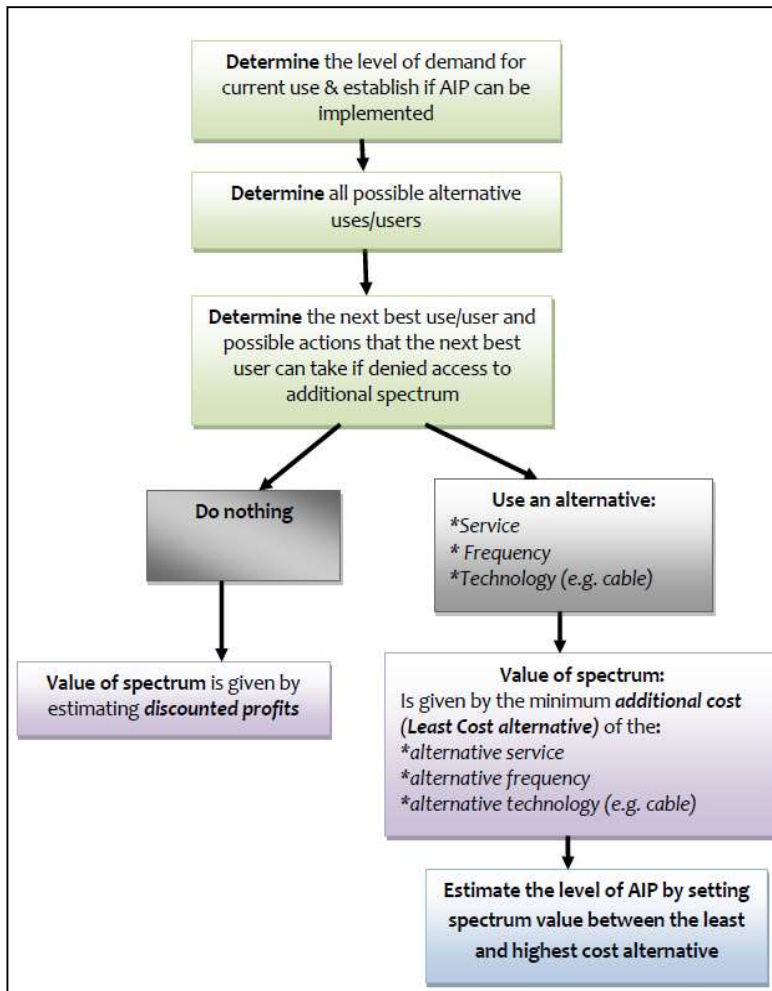 Determine the level of demand for
current use & establish if AIP can be
implemented
Determine all possible alternative
uses/users
Determine the next best use/user and
possible actions that the next best
user can take if denied access to
additional spectrum
Do nothing
Use an alternative:
*Service
* Frequency
*Technology (e.g. cable)
Value of spectrum is given by
estimating discounted profits
Value of spectrum:
Is given by the minimum additional cost
(Least Cost alternative) of the:
*alternative service
*alternative frequency
*alternative technology (e.g. cable)
Estimate the level of AIP by setting
spectrum value between the least
and highest cost alternative